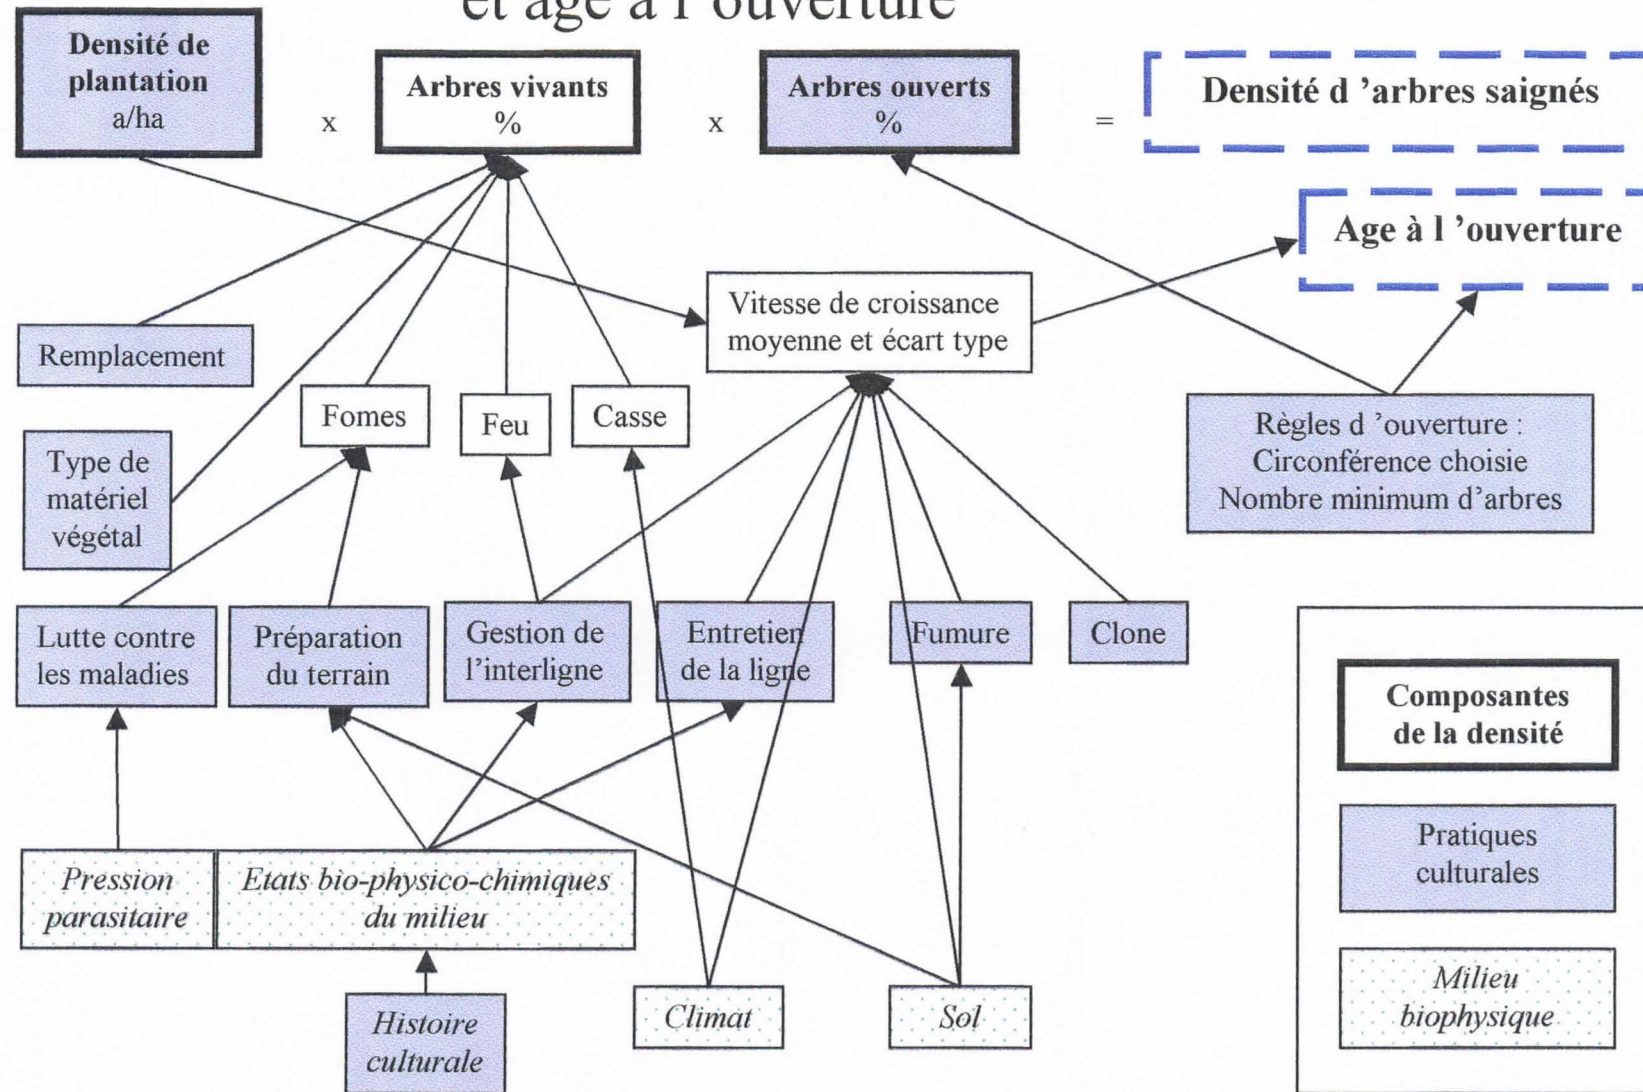 et age à l ’ouverture
Densité de
plantation
a/ha
x
Arbres vivants
%
x
Arbres ouverts
%
=
Densité d ’arbres saignés
Age à l ’ouverture
Vitesse de croissance
moyenne et écart type
Remplacement
Fomes
Feu
Casse
Règles d ’ouverture :
Circonférence choisie
Nombre minimum d’arbres
Type de
matériel
végétal
Lutte contre
les maladies
Préparation
du terrain
Gestion de
l’interligne
Entretien
de la ligne
Fumure
Clone
Composantes
de la densité
Pratiques
culturales
Milieu
biophysique
Pression
parasitaire
Etats bio-physico-chimiques
du milieu
Climat
Sol
Histoire
culturale